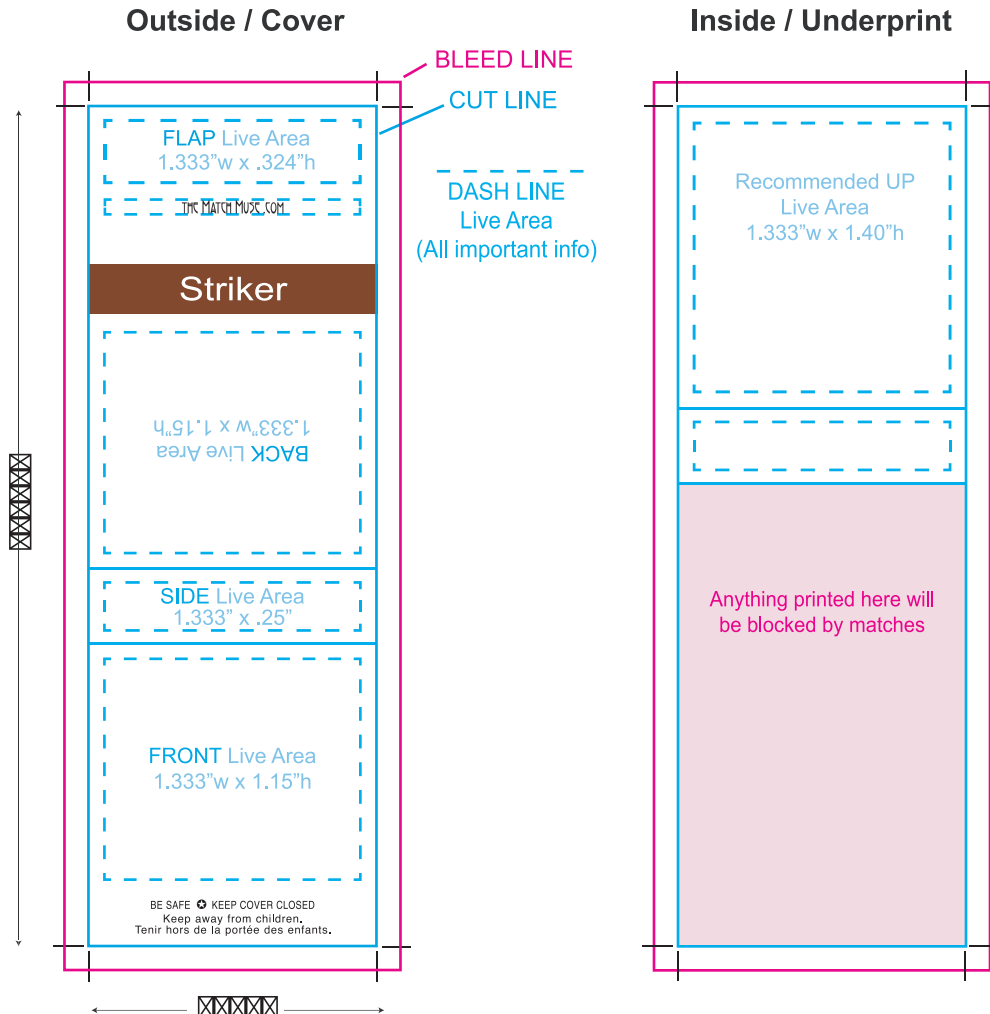 Outside / Cover
Inside / Underprint
BLEED LINE
CUT LINE
FLAP Live Area
1.333”w x .324”h
THE MATCH MUSE.COM
DASH LINE
Live Area
(All important info)
Striker
BACK Live Area
1.333”w x 1.15”h
SIDE Live Area
1.333” x .25”
FRONT Live Area
1.333”w x 1.15”h
BE SAFE ✪ KEEP COVER CLOSED
Keep away from children.
Tenir hors de la portée des enfants.
Recommended UP
Live Area
1.333”w x 1.40”h
Anything printed here will
be blocked by matches